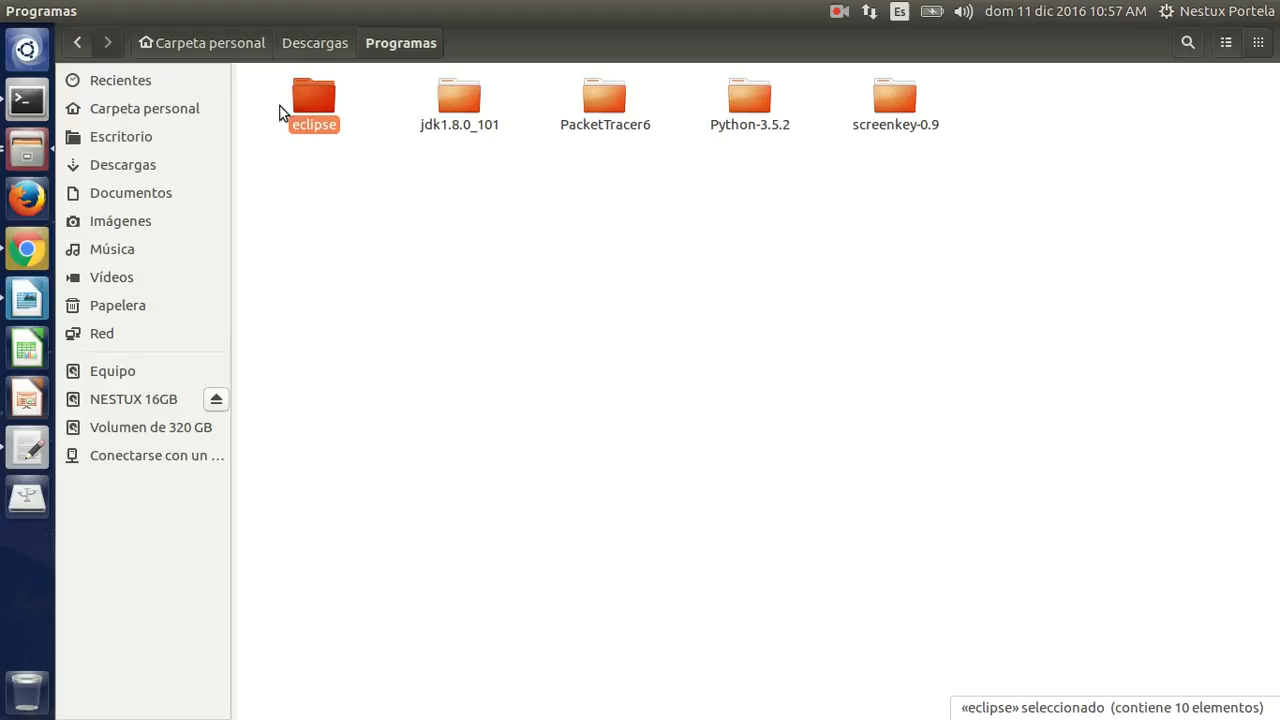 Programas
Es
dom 11 dic 2016 10:57 AM
Nestux Portela
Carpeta personal
Descargas
Programas
Recientes
Carpeta personal
Escritorio
Descargas
Documentos
Imágenes
Música
Vídeos
Papelera
Red
Equipo
NESTUX 16GB
Volumen de 320 GB
Conectarse con un …
eclipse
jdk1.8.0_101
PacketTracer6
Python-3.5.2
screenkey-0.9
«eclipse» seleccionado (contiene 10 elementos)